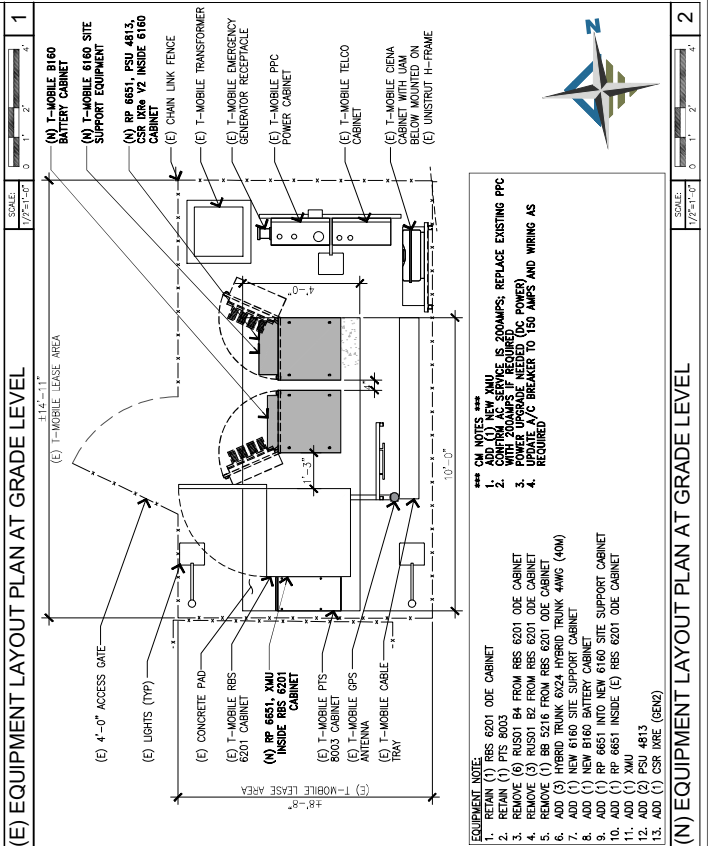 (E) EQUIPMENT LAYOUT PLAN AT GRADE LEVEL
SCALE:
1/2"=1'-0"
0 1' 2' 4'
1
±14'-11"
(E) T-MOBILE LEASE AREA
(E) 4'-0" ACCESS GATE
(E) LIGHTS (TYP)
(E) CONCRETE PAD
(E) T-MOBILE RBS
6201 CABINET
(N) RP 6651, XMU
INSIDE RBS 6201
CABINET
(E) T-MOBILE PTS
8003 CABINET
(E) T-MOBILE GPS
ANTENNA
(E) T-MOBILE CABLE
TRAY
±8'-8"
(E) T-MOBILE LEASE AREA
1'-3"
4"
4'-0"
10'-0"
(N) T-MOBILE B160
BATTERY CABINET
(N) T-MOBILE 6160 SITE
SUPPORT EQUIPMENT
(N) RP 6651, PSU 4813,
CSR IXRe V2 INSIDE 6160
CABINET
(E) CHAIN LINK FENCE
(E) T-MOBILE TRANSFORMER
(E) T-MOBILE EMERGENCY
GENERATOR RECEPTACLE
(E) T-MOBILE PPC
POWER CABINET
(E) T-MOBILE TELCO
CABINET
(E) T-MOBILE CIENA
CABINET WITH UAM
BELOW MOUNTED ON
(E) UNISTRUT H-FRAME
EQUIPMENT NOTE:
1. RETAIN (1) RBS 6201 ODE CABINET
2. RETAIN (1) PTS 8003
3. REMOVE (6) RUS01 B4 FROM RBS 6201 ODE CABINET
4. REMOVE (3) RUS01 B2 FROM RBS 6201 ODE CABINET
5. REMOVE (1) BB 5216 FROM RBS 6201 ODE CABINET
6. ADD (3) HYBRID TRUNK 6X24 HYBRID TRUNK 4AWG (40M)
7. ADD (1) NEW 6160 SITE SUPPORT CABINET
8. ADD (1) NEW B160 BATTERY CABINET
9. ADD (1) RP 6651 INTO NEW 6160 SITE SUPPORT CABINET
10. ADD (1) RP 6651 INSIDE (E) RBS 6201 ODE CABINET
11. ADD (1) XMU
12. ADD (2) PSU 4813
13. ADD (1) CSR IXRE (GEN2)
*** CM NOTES ***
1. ADD (1) NEW XMU
2. CONFIRM AC SERVICE IS 200AMPS; REPLACE EXISTING PPC
WITH 200AMPS IF REQUIRED
3. POWER UPGRADE NEEDED (DC POWER)
4. UPDATE A/C BREAKER TO 150 AMPS AND WIRING AS
REQUIRED
N
(N) EQUIPMENT LAYOUT PLAN AT GRADE LEVEL
SCALE:
1/2"=1'-0"
0 1' 2' 4'
2